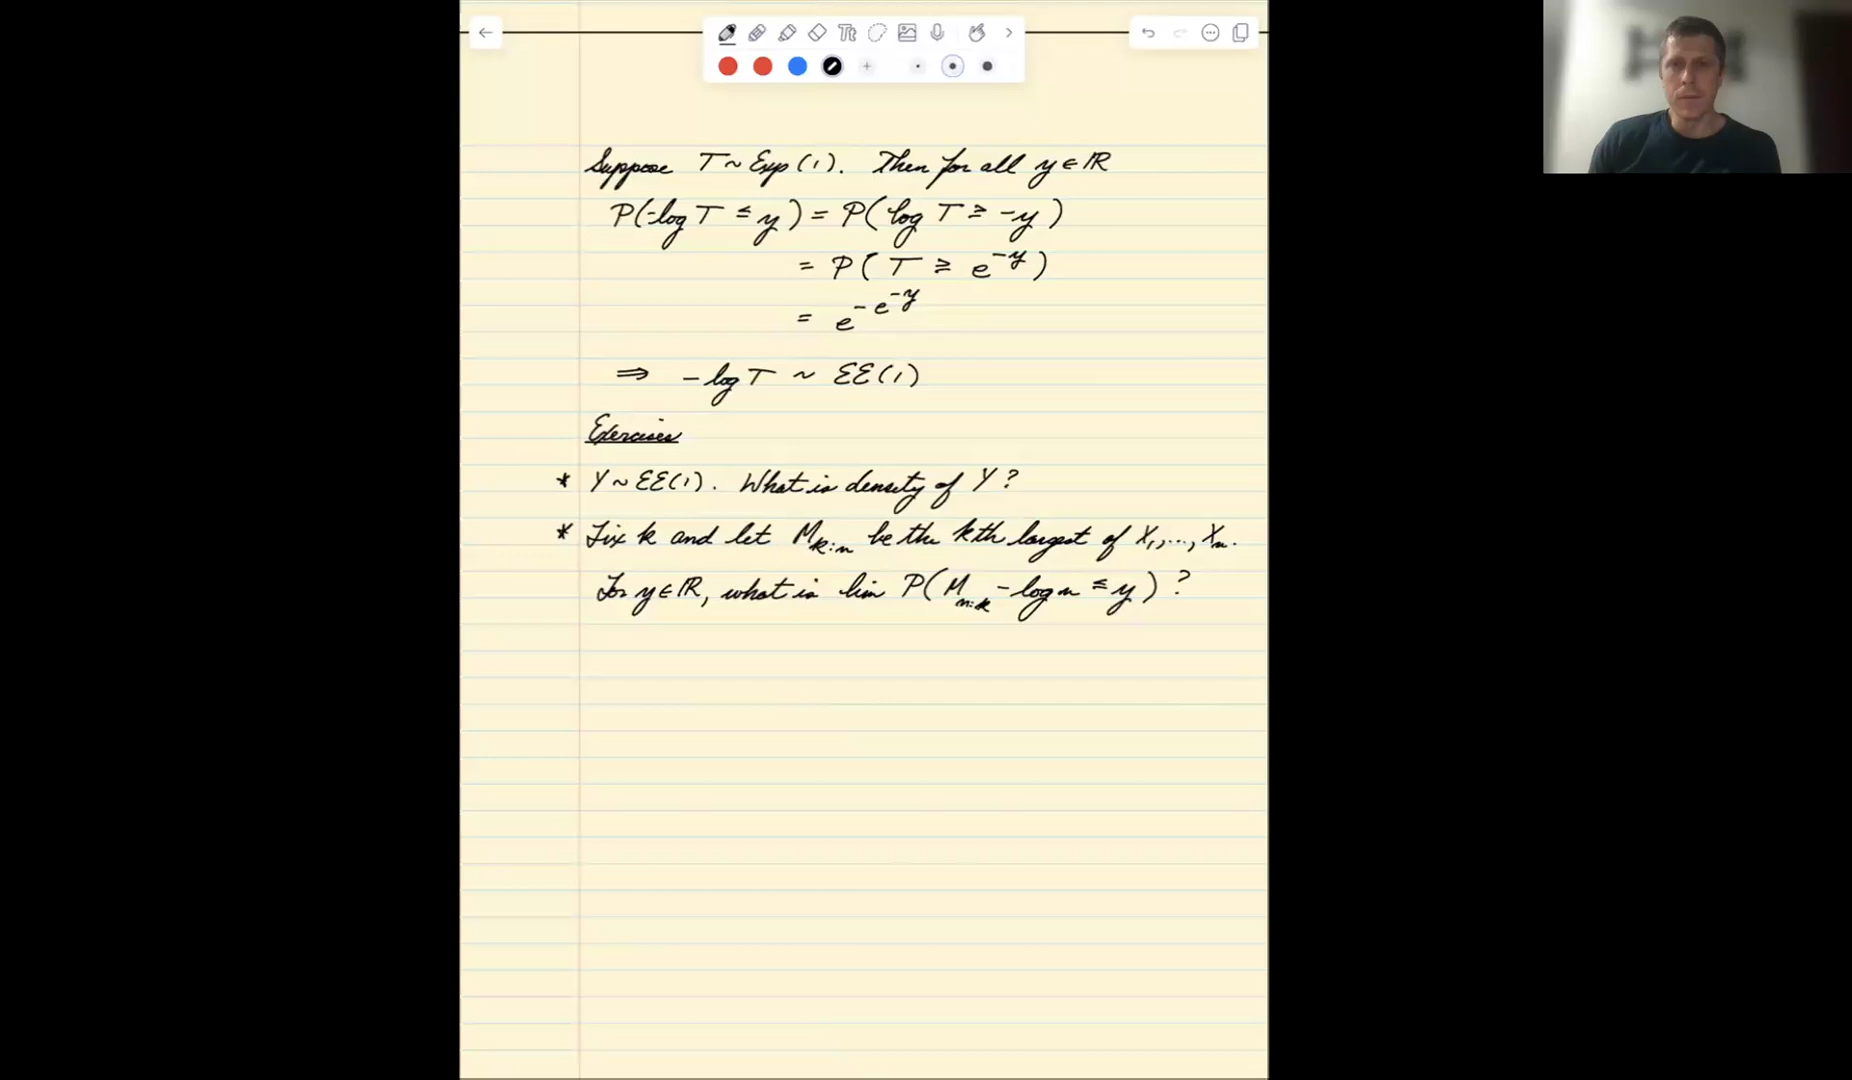 Suppose T ~ Exp(1). Then for all y ∈ ℝ
P(-log T ≤ y) = P(log T ≥ -y)
= P( T ≥ e^{-y})
= e^{-e^{-y}}
⇒ -log T ~ EE(1)
Exercises
* Y ~ EE(1). What is density of Y?
* Fix k and let M_{k:n} be the kth largest of X_1,..., X_n.
For y ∈ ℝ, what is lim P(M_{n:k} - log n ≤ y) ?
Tt